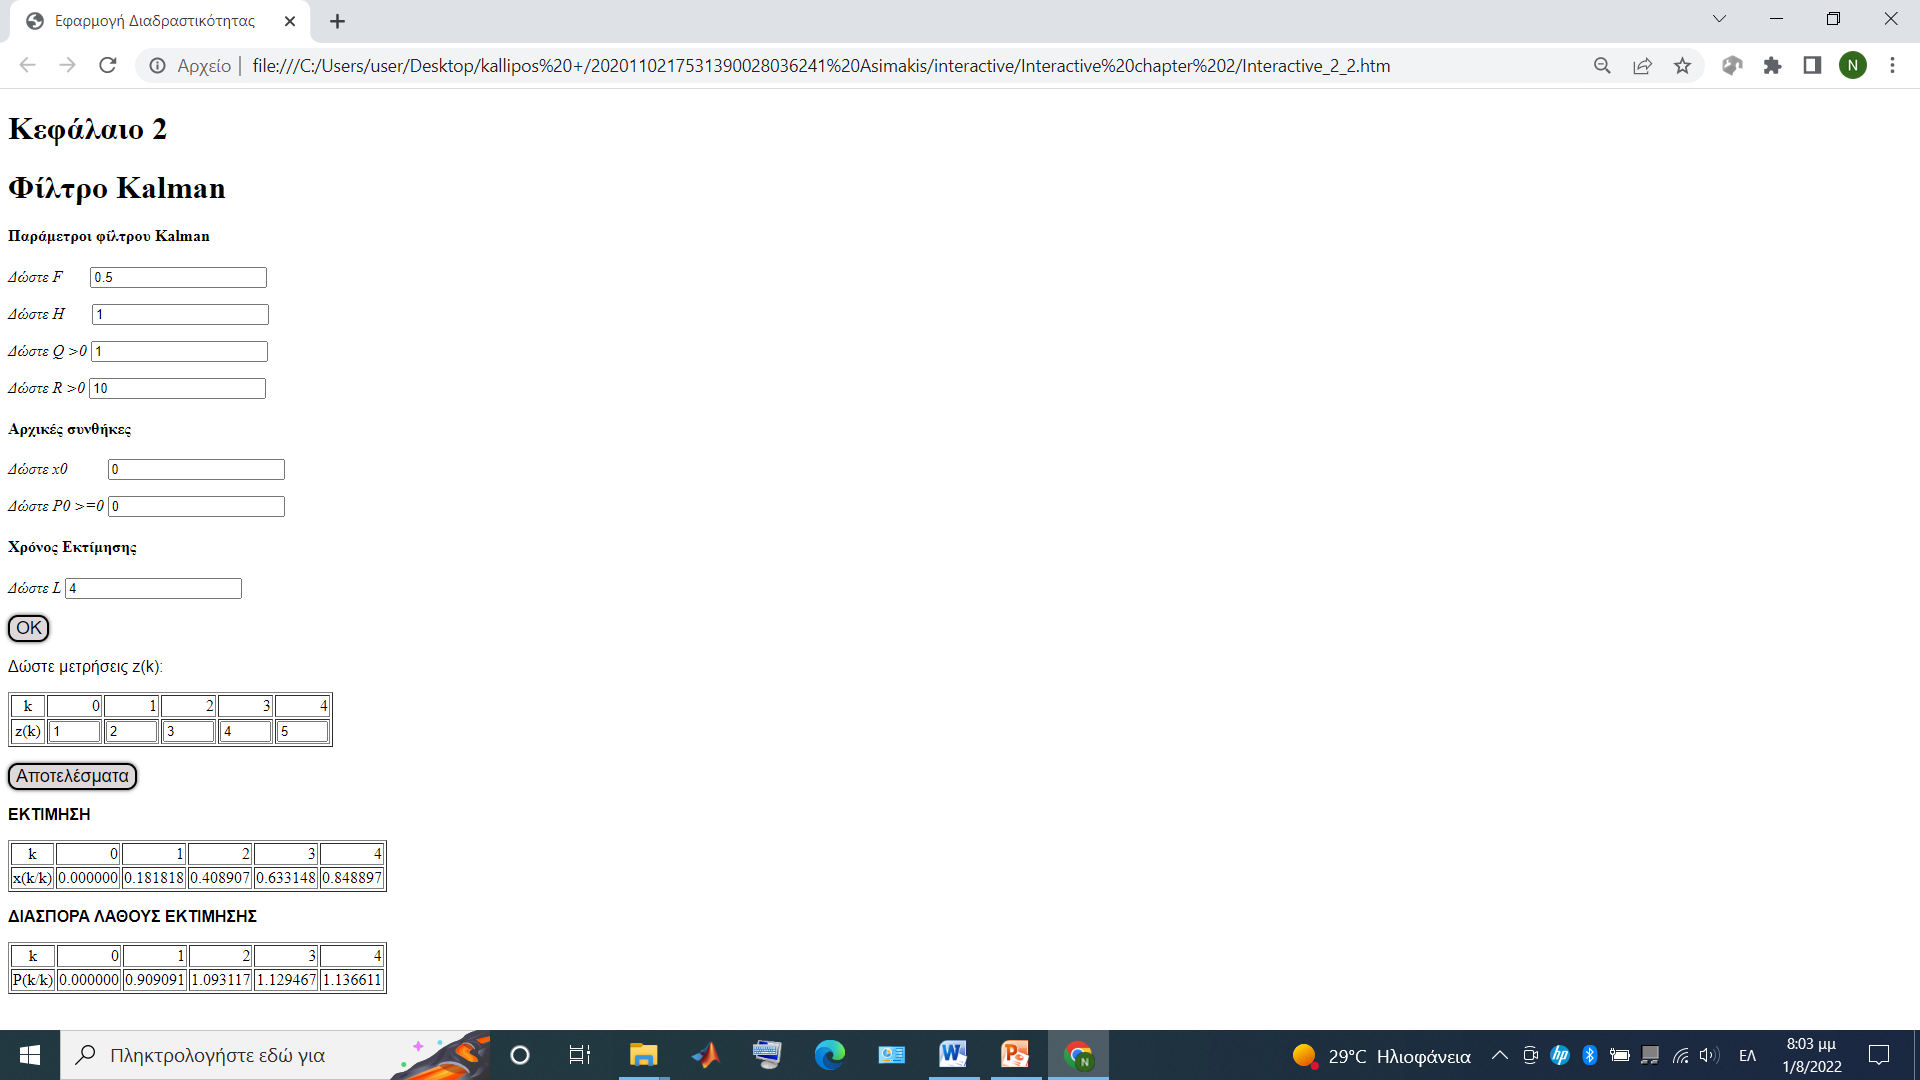 Εφαρμογή Διαδραστικότητας
Αρχείο | file:///C:/Users/user/Desktop/kallipos%20+/2020110217531390028036241%20Asimakis/interactive/Interactive%20chapter%202/Interactive_2_2.htm
N
Κεφάλαιο 2
Φίλτρο Kalman
Παράμετροι φίλτρου Kalman
Δώστε F 0.5
Δώστε H 1
Δώστε Q >0 1
Δώστε R >0 10
Αρχικές συνθήκες
Δώστε x0 0
Δώστε P0 >=0 0
Χρόνος Εκτίμησης
Δώστε L 4
OK
Δώστε μετρήσεις z(k):
k 0 1 2 3 4
z(k) 1 2 3 4 5
Αποτελέσματα
ΕΚΤΙΜΗΣΗ
k 0 1 2 3 4
x(k/k) 0.000000 0.181818 0.408907 0.633148 0.848897
ΔΙΑΣΠΟΡΑ ΛΑΘΟΥΣ ΕΚΤΙΜΗΣΗΣ
k 0 1 2 3 4
P(k/k) 0.000000 0.909091 1.093117 1.129467 1.136611
Πληκτρολογήστε εδώ για
29°C Ηλιοφάνεια
ΕΛ
8:03 μμ
1/8/2022